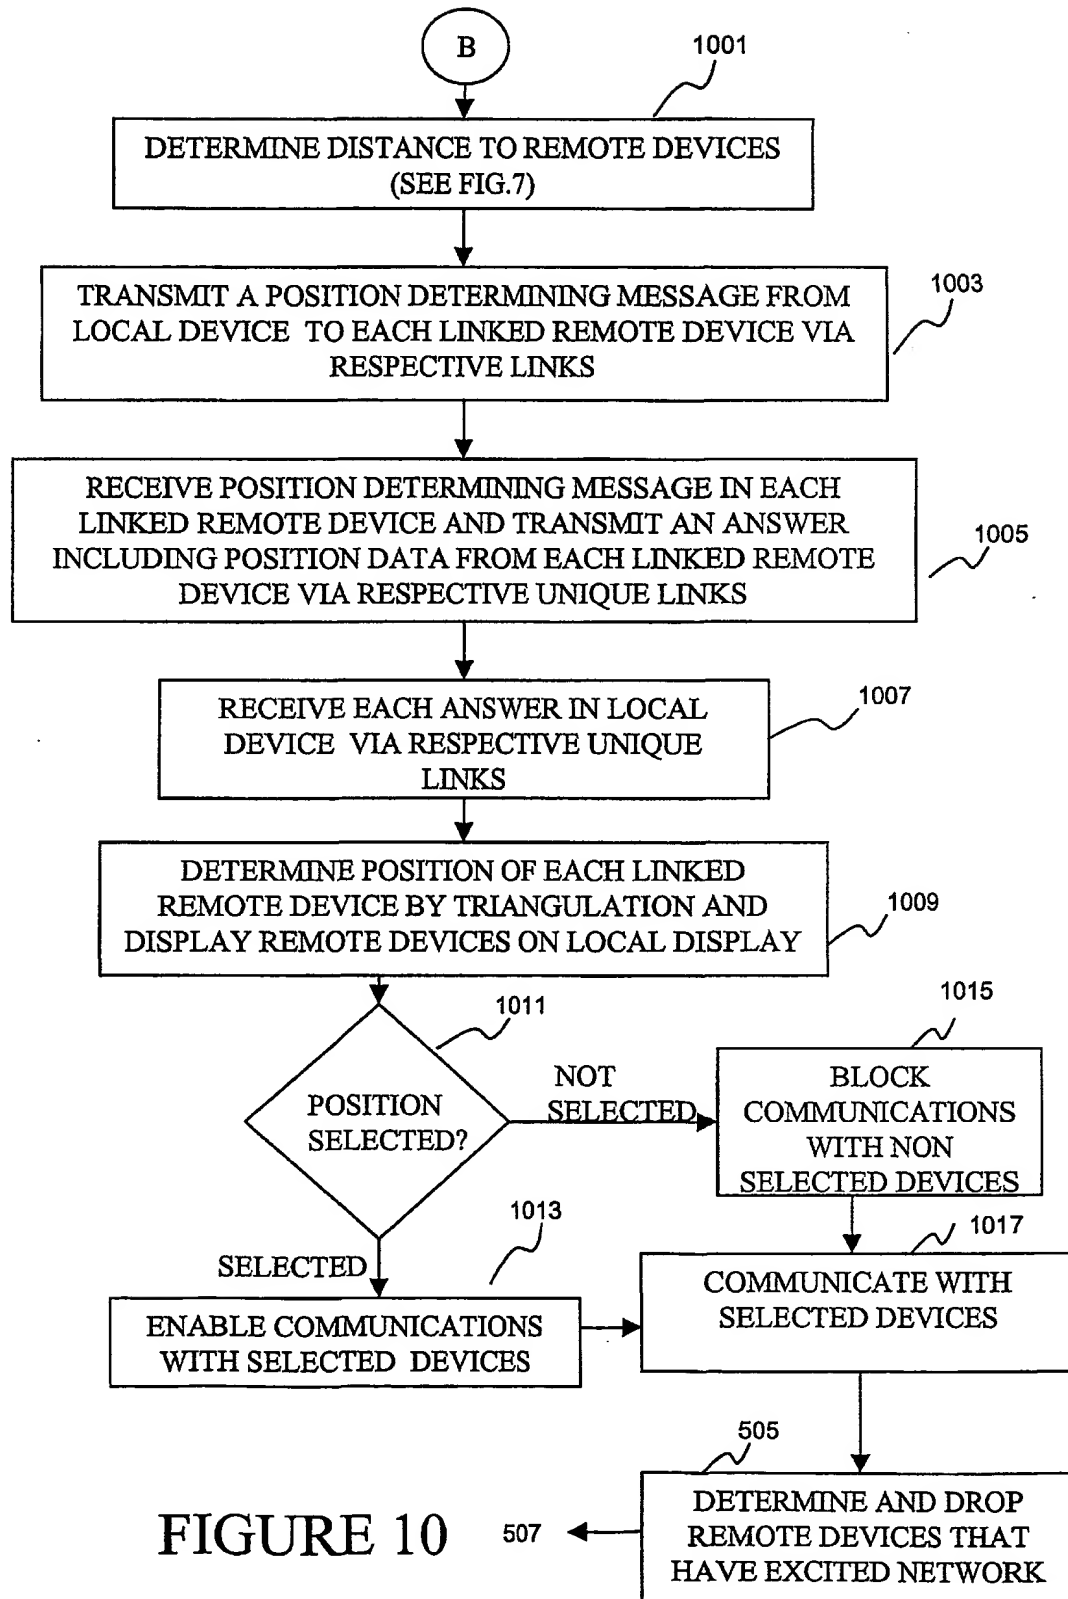 B
1001
DETERMINE DISTANCE TO REMOTE DEVICES
(SEE FIG.7)
TRANSMIT A POSITION DETERMINING MESSAGE FROM
LOCAL DEVICE TO EACH LINKED REMOTE DEVICE VIA
RESPECTIVE LINKS
1003
RECEIVE POSITION DETERMINING MESSAGE IN EACH
LINKED REMOTE DEVICE AND TRANSMIT AN ANSWER
INCLUDING POSITION DATA FROM EACH LINKED REMOTE
DEVICE VIA RESPECTIVE UNIQUE LINKS
1005
RECEIVE EACH ANSWER IN LOCAL
DEVICE VIA RESPECTIVE UNIQUE
LINKS
1007
DETERMINE POSITION OF EACH LINKED
REMOTE DEVICE BY TRIANGULATION AND
DISPLAY REMOTE DEVICES ON LOCAL DISPLAY
1009
1011
POSITION
SELECTED?
NOT
SELECTED
1015
BLOCK
COMMUNICATIONS
WITH NON
SELECTED DEVICES
SELECTED
1013
ENABLE COMMUNICATIONS
WITH SELECTED DEVICES
1017
COMMUNICATE WITH
SELECTED DEVICES
505
DETERMINE AND DROP
REMOTE DEVICES THAT
HAVE EXCITED NETWORK
507
FIGURE 10